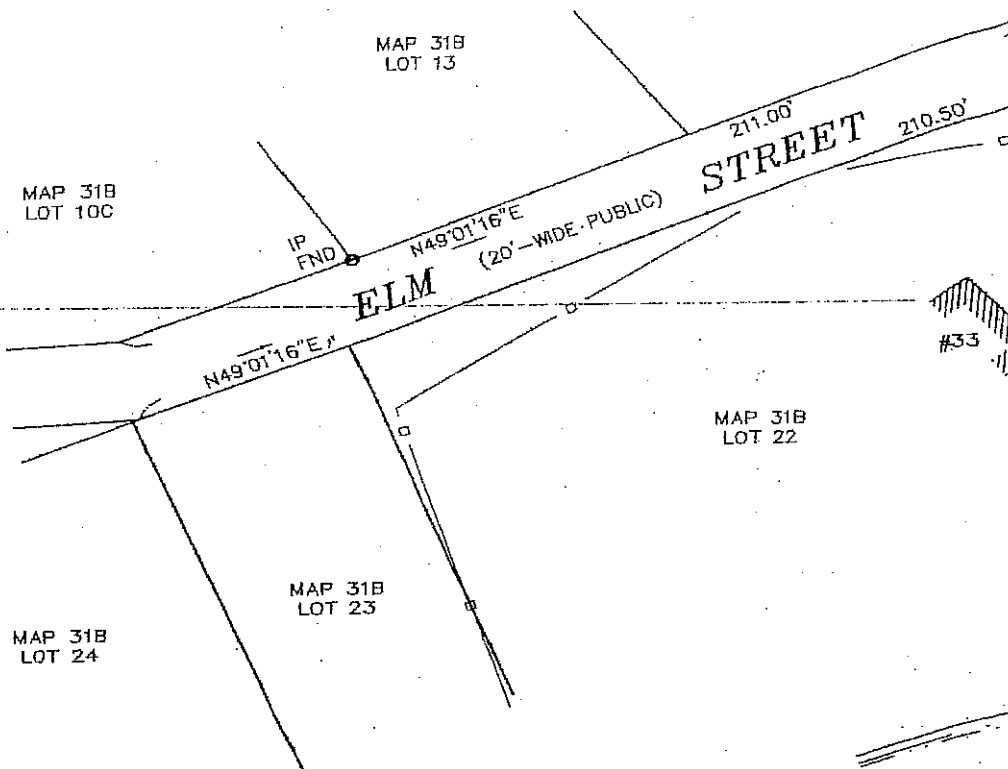 MAP 31B
LOT 13
211.00'
STREET
210.50'
MAP 31B
LOT 10C
IP
FND
N49°01'16"E
(20'-WIDE-PUBLIC)
ELM
N49°01'16"E
#33
MAP 31B
LOT 22
MAP 31B
LOT 23
MAP 31B
LOT 24